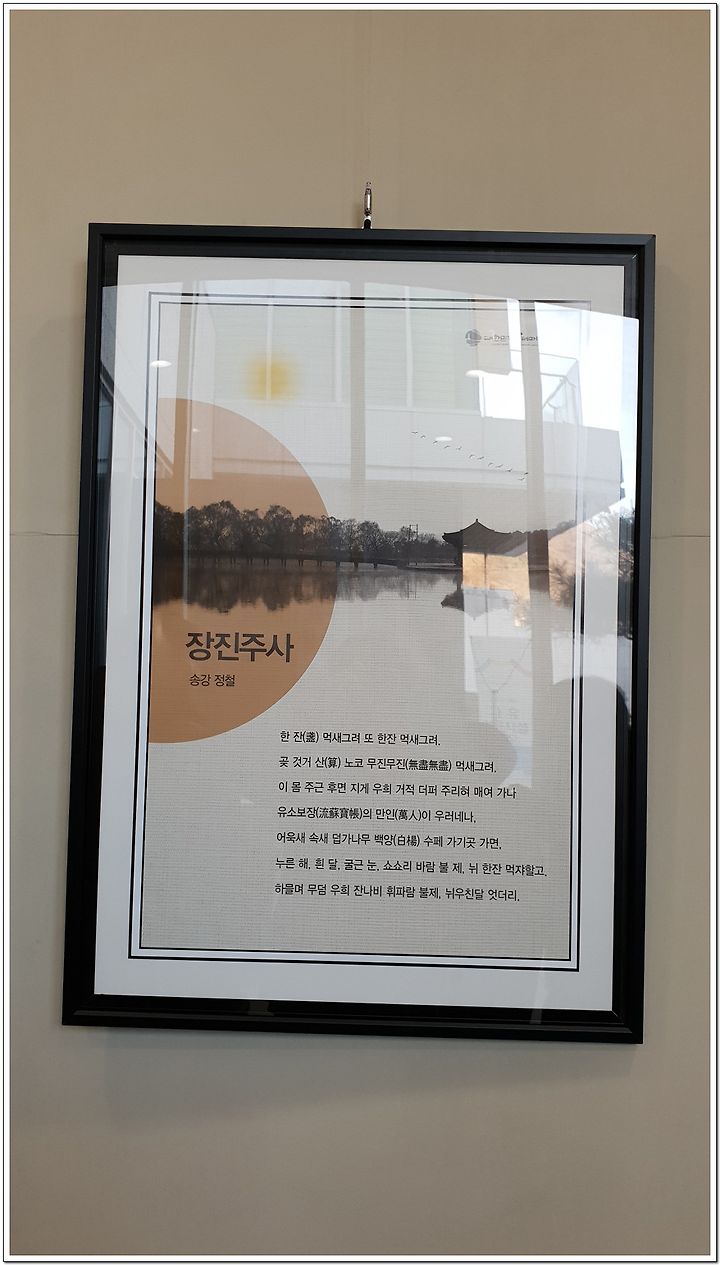 장진주사
송강 정철
한 잔(盞) 먹새그려 또 한잔 먹새그려.
곶 것거 산(算) 노코 무진무진(無盡無盡) 먹새그려.
이 몸 주근 후면 지게 우희 거적 더퍼 주리혀 매여 가나
유소보장(流蘇寶帳)의 만인(萬人)이 우러네나,
어욱새 속새 덥가나무 백양(白楊) 수페 가기곳 가면,
누른 해, 흰 달, 굴근 눈, 쇼쇼리 바람 불 제, 뉘 한잔 먹쟈할고.
하믈며 무덤 우희 잔나비 휘파람 불제, 뉘우친달 엇더리.